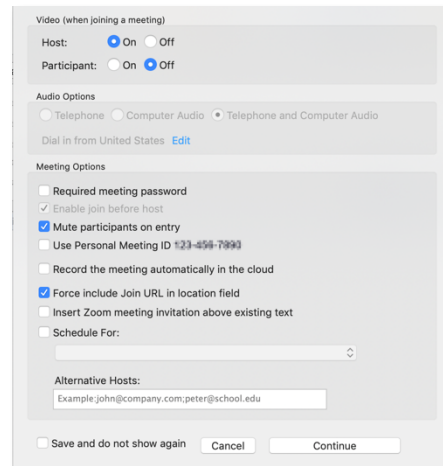 Video (when joining a meeting)
Host: On Off
Participant: On Off
Audio Options
Telephone Computer Audio Telephone and Computer Audio
Dial in from United States Edit
Meeting Options
Required meeting password
Enable join before host
Mute participants on entry
Use Personal Meeting ID 123-456-7890
Record the meeting automatically in the cloud
Force include Join URL in location field
Insert Zoom meeting invitation above existing text
Schedule For:
Alternative Hosts:
Example:john@company.com;peter@school.edu
Save and do not show again Cancel Continue